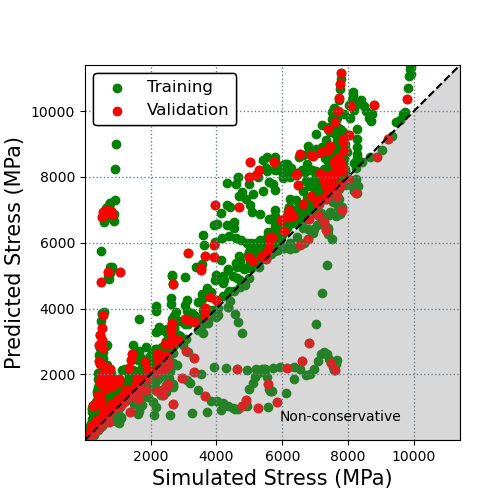 Training
Validation
10000
8000
6000
4000
2000
Predicted Stress (MPa)
Non-conservative
2000 4000 6000 8000 10000
Simulated Stress (MPa)